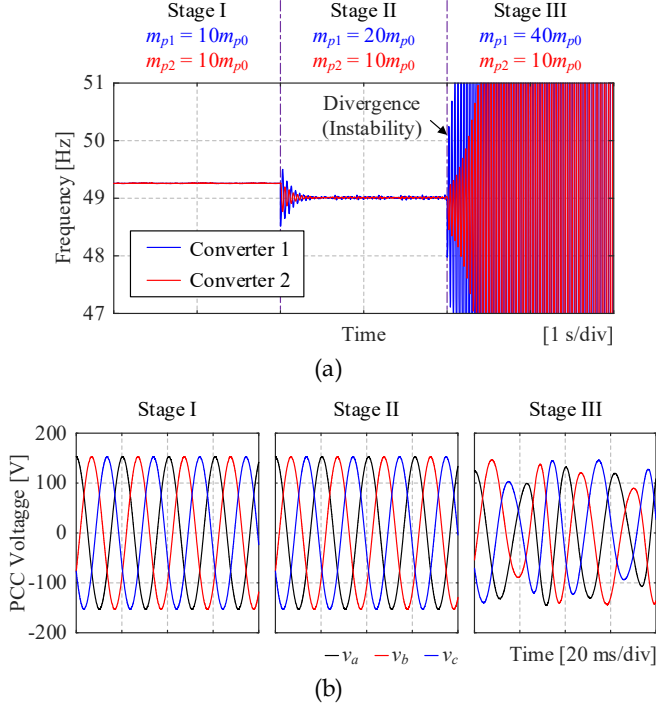 Stage I Stage II Stage III
m_p1 = 10m_p0 m_p1 = 20m_p0 m_p1 = 40m_p0
m_p2 = 10m_p0 m_p2 = 10m_p0 m_p2 = 10m_p0
51
50
49
48
47
Frequency [Hz]
Divergence
(Instability)
Converter 1
Converter 2
Time [1 s/div]
(a)
Stage I Stage II Stage III
200
100
0
-100
-200
PCC Voltagge [V]
v_a v_b v_c Time [20 ms/div]
(b)